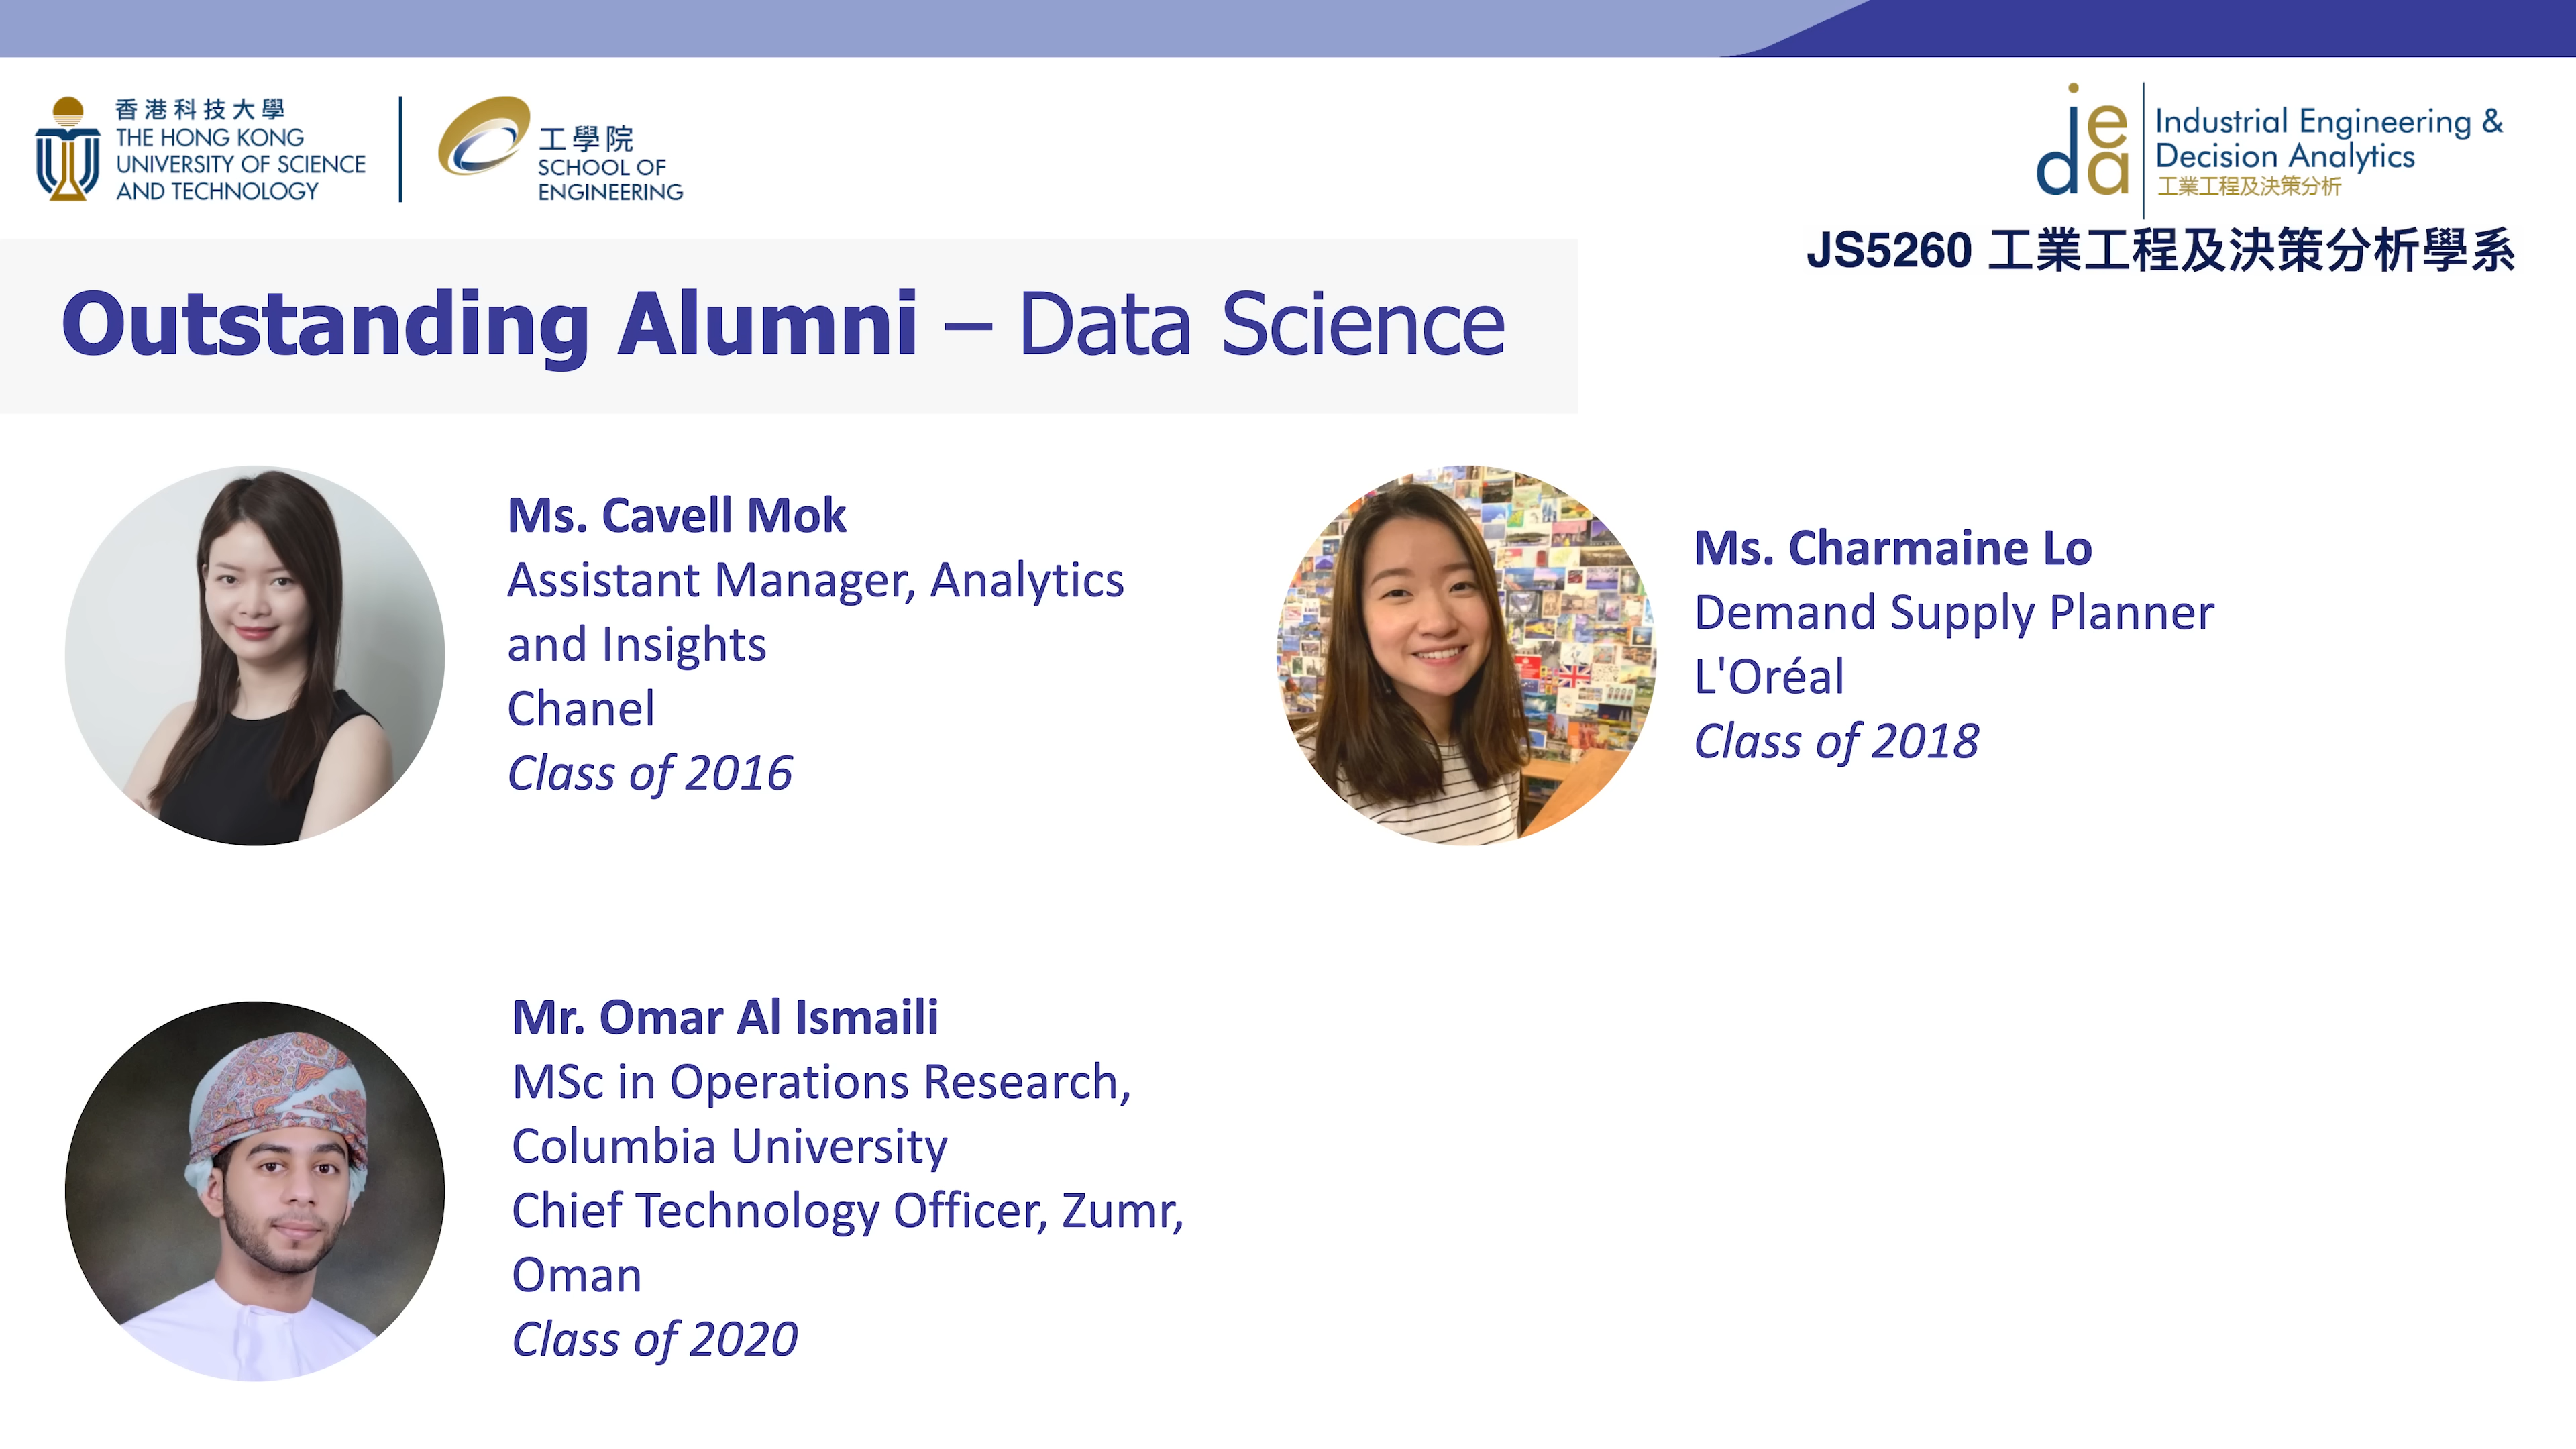 香港科技大學
THE HONG KONG
UNIVERSITY OF SCIENCE
AND TECHNOLOGY
工學院
SCHOOL OF
ENGINEERING
ieda
Industrial Engineering &
Decision Analytics
工業工程及決策分析
JS5260 工業工程及決策分析學系
Outstanding Alumni – Data Science
Ms. Cavell Mok
Assistant Manager, Analytics
and Insights
Chanel
Class of 2016
Ms. Charmaine Lo
Demand Supply Planner
L'Oréal
Class of 2018
Mr. Omar Al Ismaili
MSc in Operations Research,
Columbia University
Chief Technology Officer, Zumr,
Oman
Class of 2020